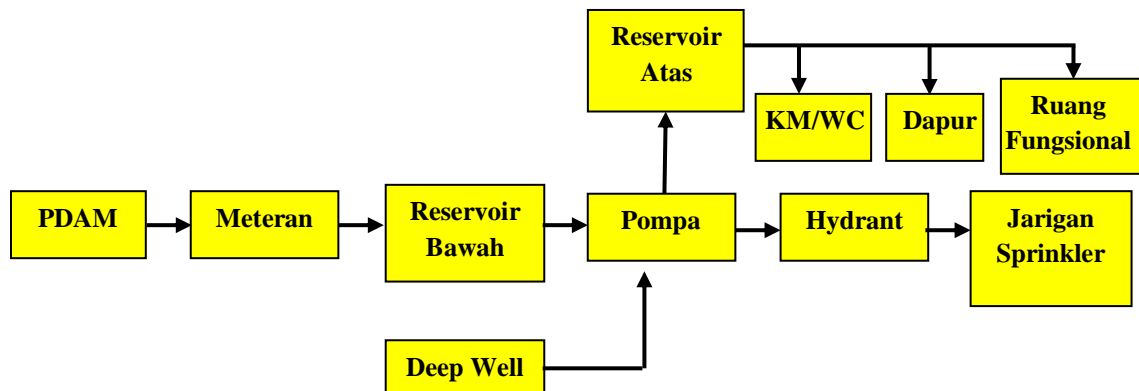 Reservoir
Atas
KM/WC
Dapur
Ruang
Fungsional
PDAM
Meteran
Reservoir
Bawah
Pompa
Hydrant
Jarigan
Sprinkler
Deep Well